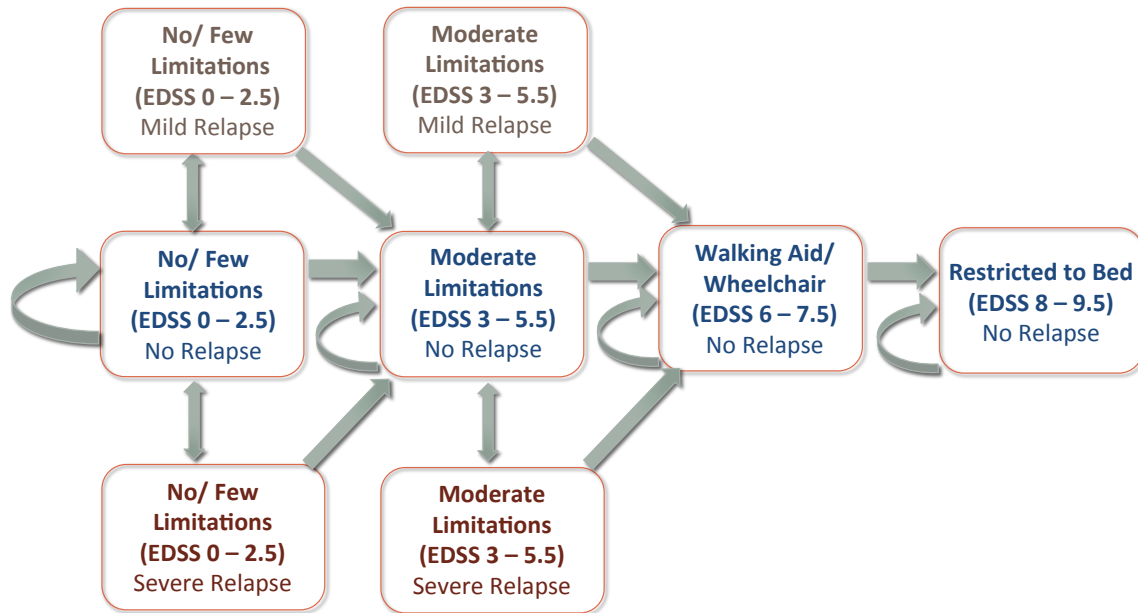 No/ Few
Limitations
(EDSS 0 – 2.5)
Mild Relapse
Moderate
Limitations
(EDSS 3 – 5.5)
Mild Relapse
No/ Few
Limitations
(EDSS 0 – 2.5)
No Relapse
Moderate
Limitations
(EDSS 3 – 5.5)
No Relapse
Walking Aid/
Wheelchair
(EDSS 6 – 7.5)
No Relapse
Restricted to Bed
(EDSS 8 – 9.5)
No Relapse
No/ Few
Limitations
(EDSS 0 – 2.5)
Severe Relapse
Moderate
Limitations
(EDSS 3 – 5.5)
Severe Relapse